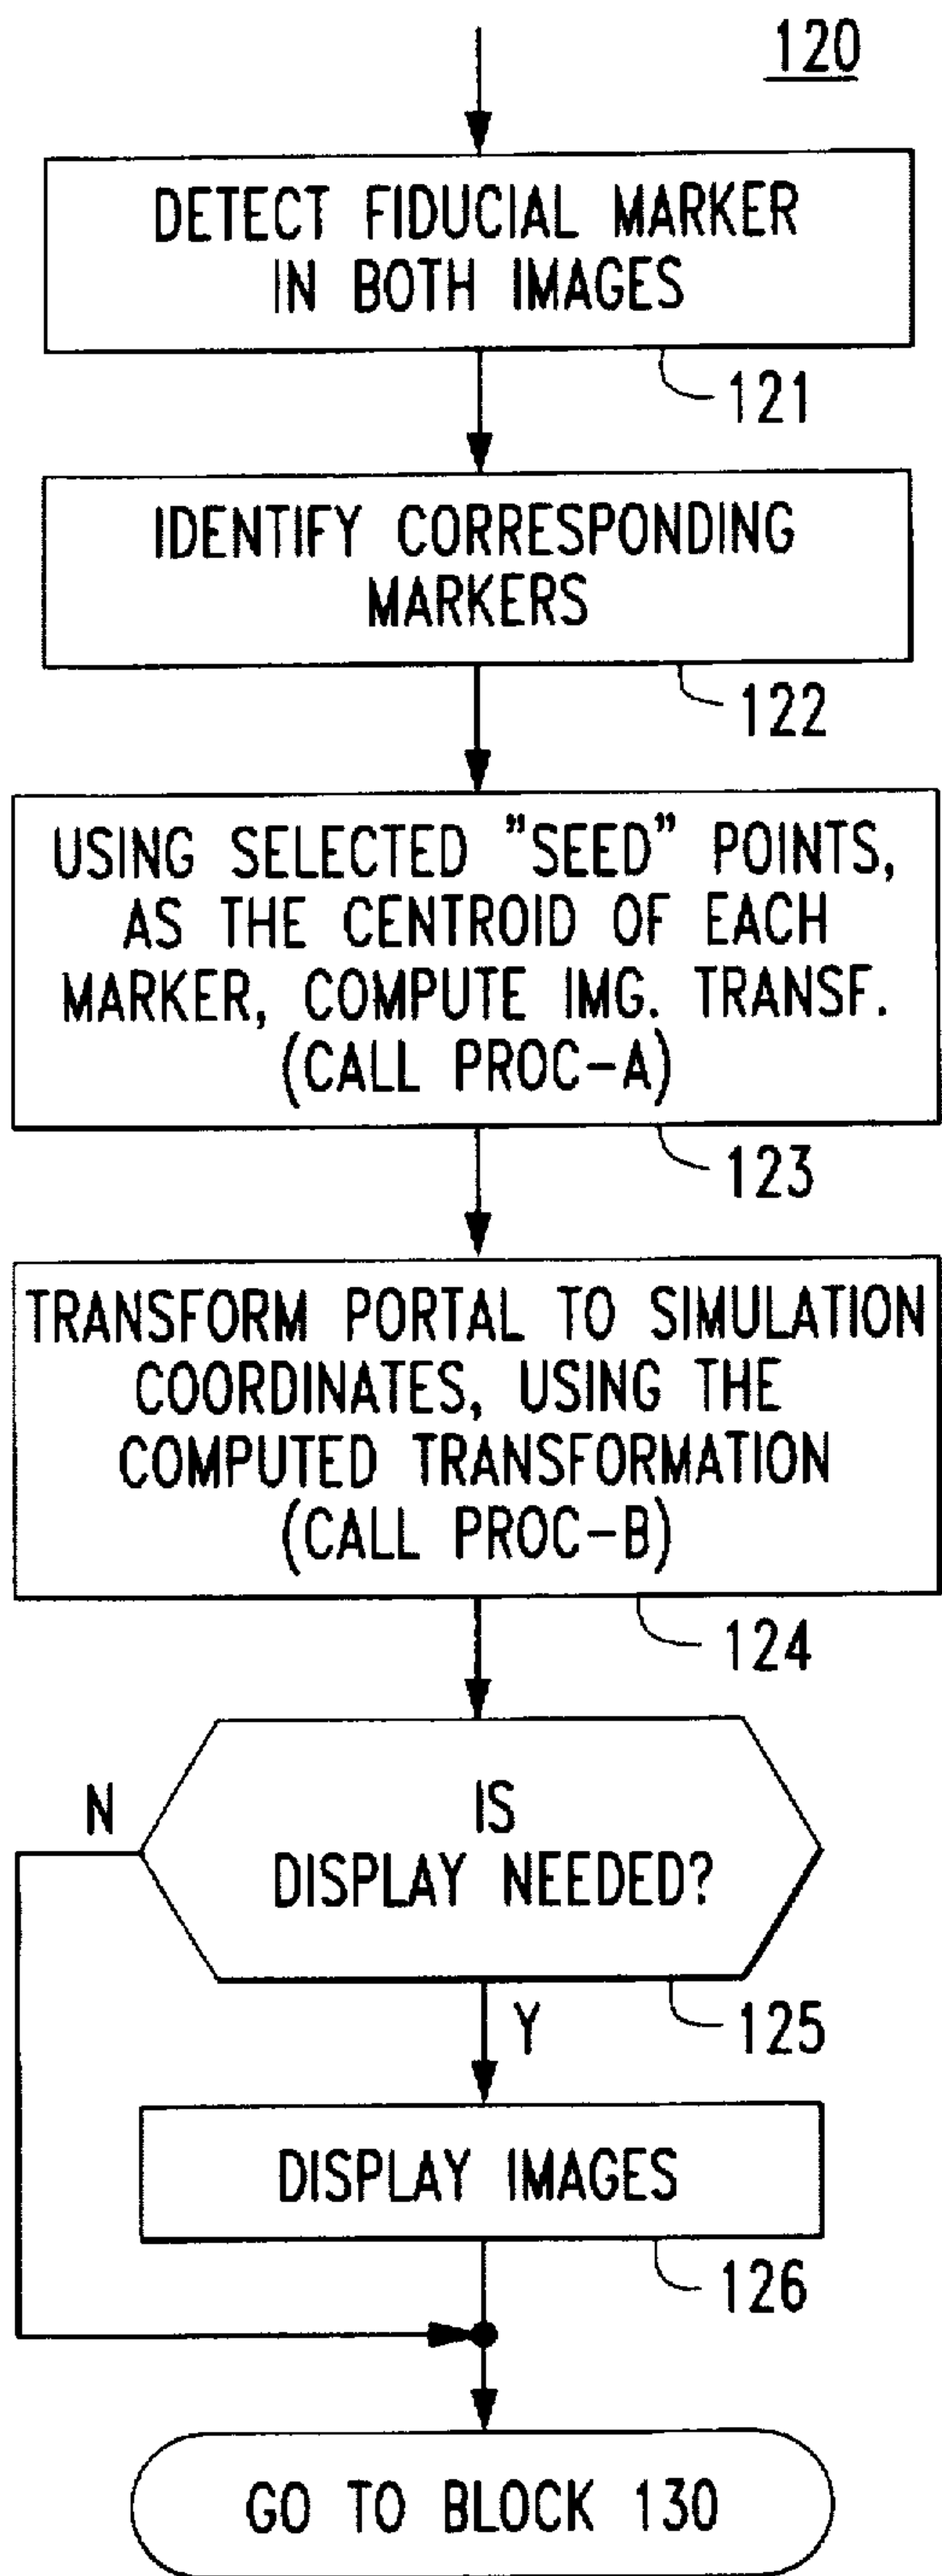 120
DETECT FIDUCIAL MARKER
IN BOTH IMAGES
121
IDENTIFY CORRESPONDING
MARKERS
122
USING SELECTED "SEED" POINTS,
AS THE CENTROID OF EACH
MARKER, COMPUTE IMG. TRANSF.
(CALL PROC-A)
123
TRANSFORM PORTAL TO SIMULATION
COORDINATES, USING THE
COMPUTED TRANSFORMATION
(CALL PROC-B)
124
N
IS
DISPLAY NEEDED?
Y
125
DISPLAY IMAGES
126
GO TO BLOCK 130